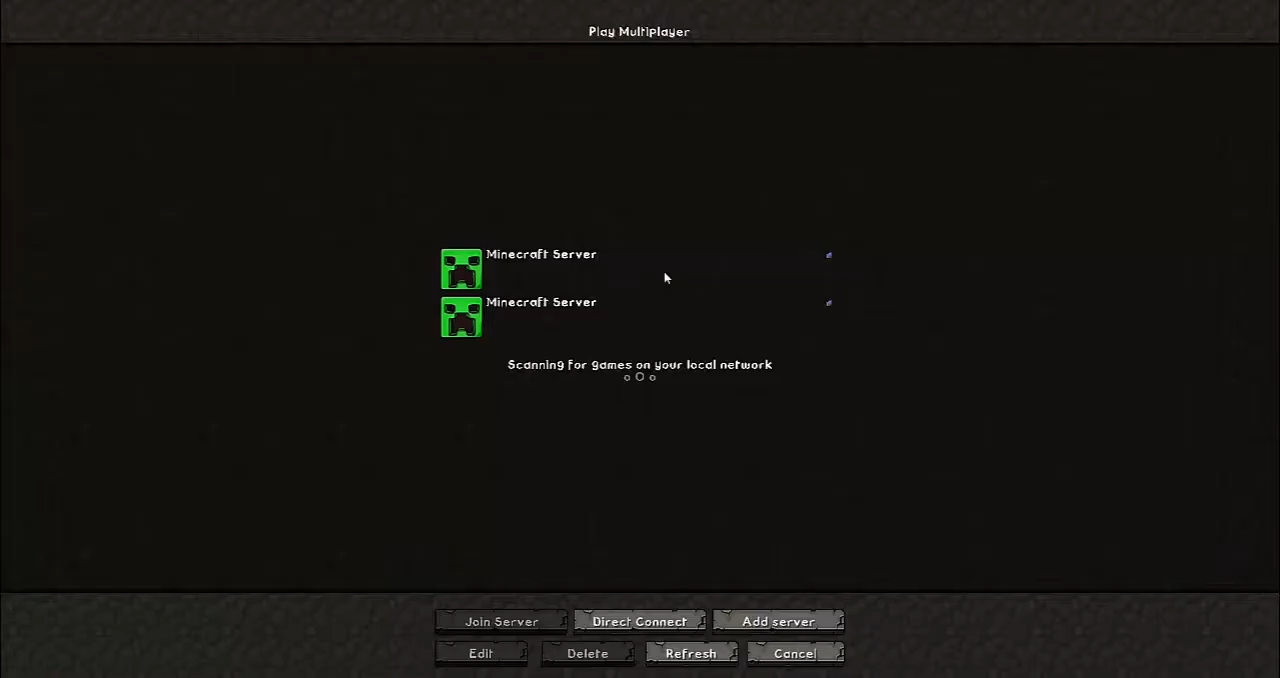 Play Multiplayer
Minecraft Server
Minecraft Server
Scanning for games on your local network
Join Server
Direct Connect
Add server
Edit
Delete
Refresh
Cancel